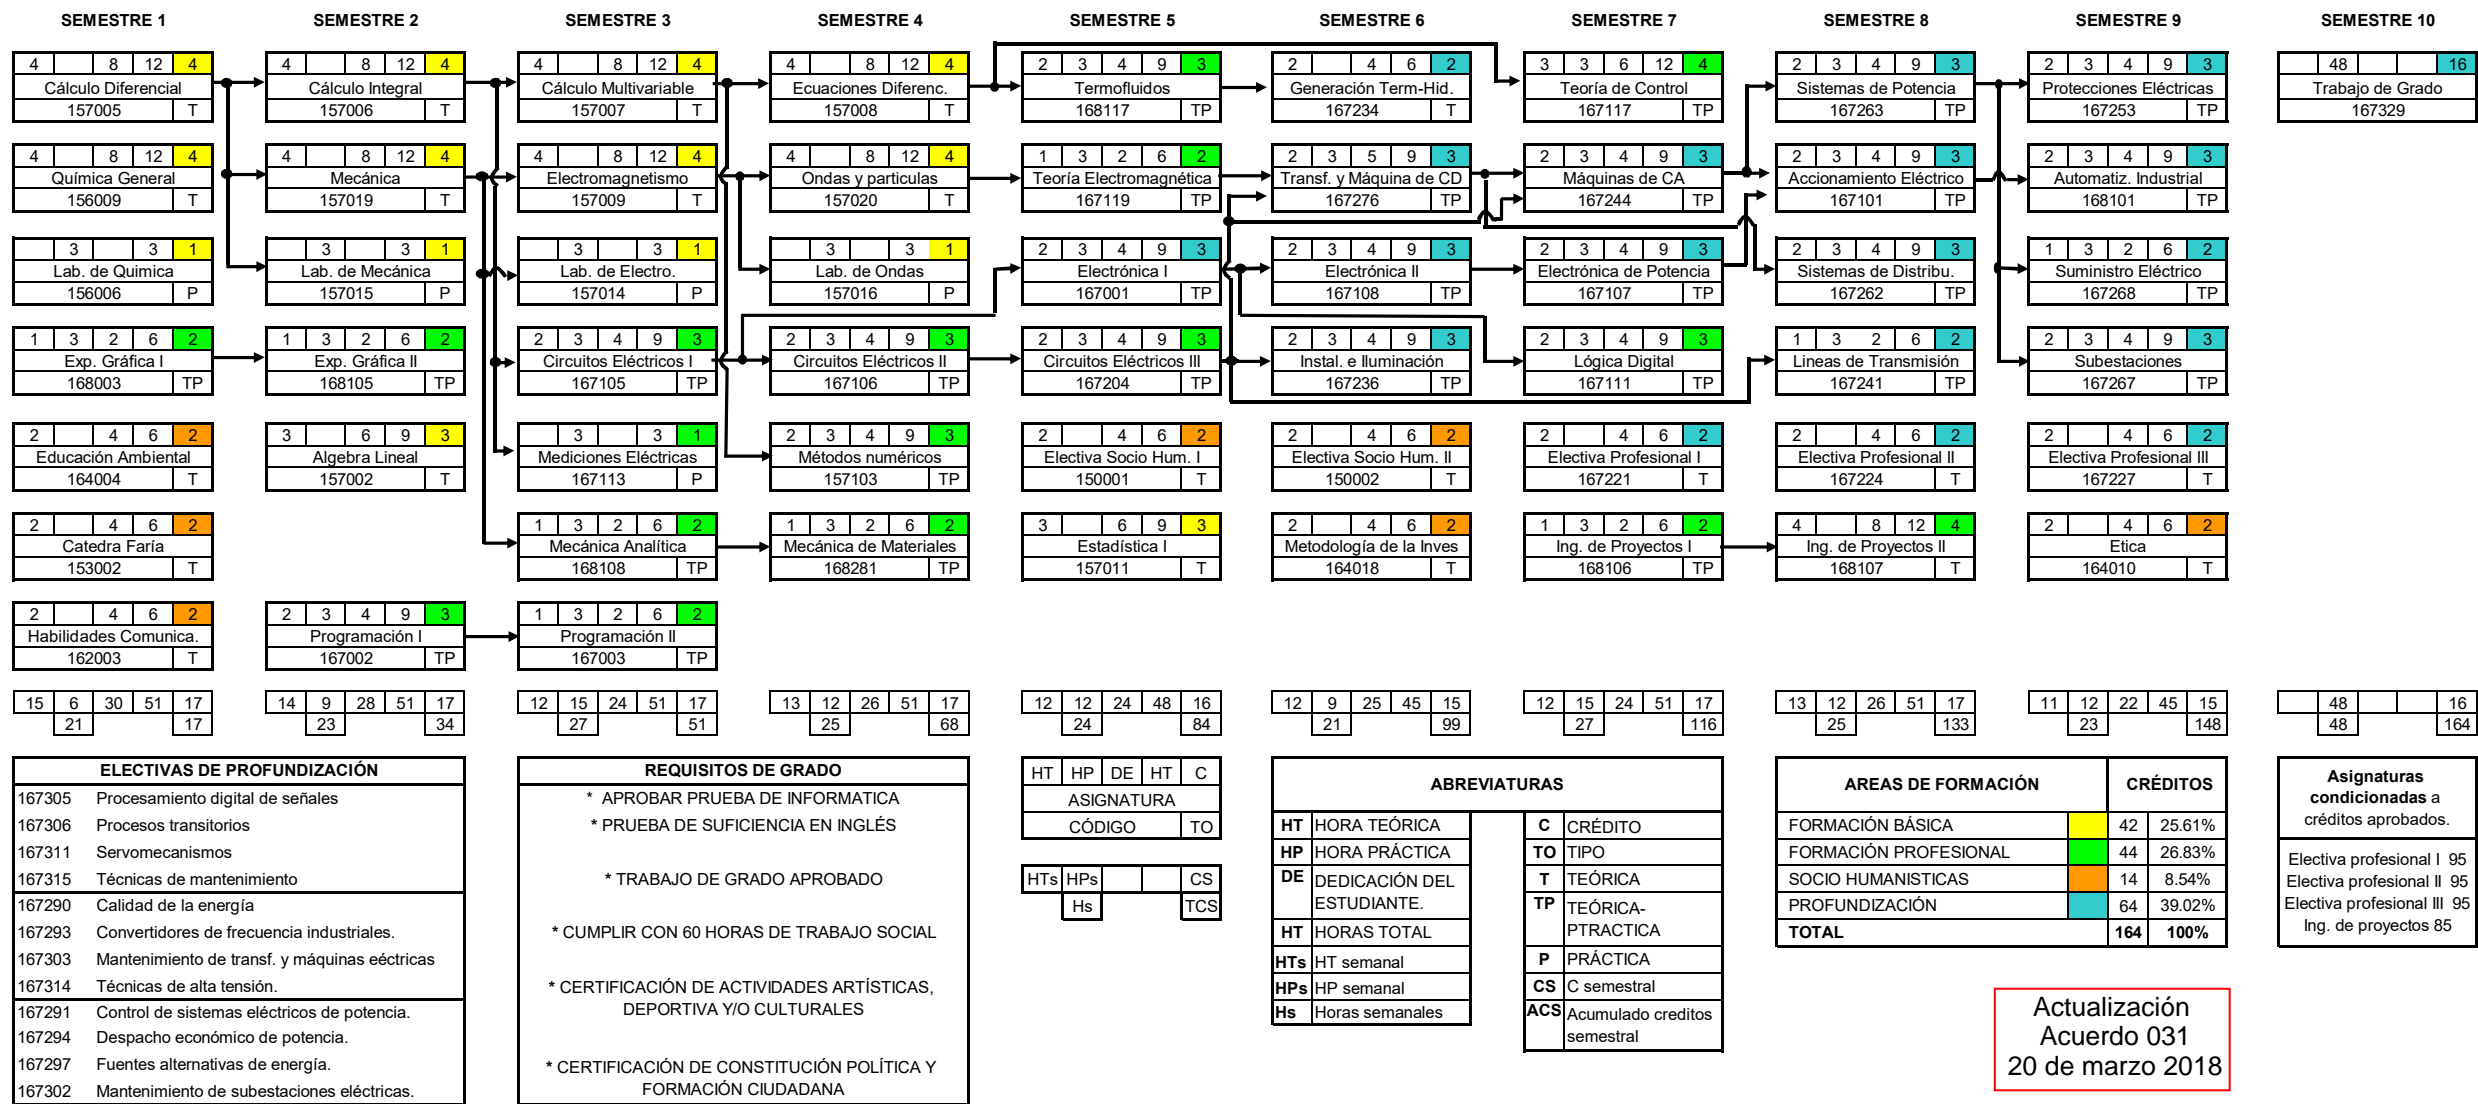 SEMESTRE 1 SEMESTRE 2 SEMESTRE 3 SEMESTRE 4 SEMESTRE 5 SEMESTRE 6 SEMESTRE 7 SEMESTRE 8 SEMESTRE 9 SEMESTRE 10
4 8 12 4 4 8 12 4 4 8 12 4 4 8 12 4 2 3 4 9 3 2 4 6 2 3 3 6 12 4 2 3 4 9 3 2 3 4 9 3 48 16
Cálculo Diferencial Cálculo Integral Cálculo Multivariable Ecuaciones Diferenc. Termofluidos Generación Term-Hid. Teoría de Control Sistemas de Potencia Protecciones Eléctricas Trabajo de Grado
157005 T 157006 T 157007 T 157008 T 168117 TP 167234 T 167117 TP 167263 TP 167253 TP 167329
4 8 12 4 4 8 12 4 4 8 12 4 4 8 12 4 1 3 2 6 2 2 3 5 9 3 2 3 4 9 3 2 3 4 9 3 2 3 4 9 3
Química General Mecánica Electromagnetismo Ondas y particulas Teoría Electromagnética Transf. y Máquina de CD Máquinas de CA Accionamiento Eléctrico Automatiz. Industrial
156009 T 157019 T 157009 T 157020 T 167119 TP 167276 TP 167244 TP 167101 TP 168101 TP
3 3 1 3 3 1 3 3 1 3 3 1 2 3 4 9 3 2 3 4 9 3 2 3 4 9 3 2 3 4 9 3 1 3 2 6 2
Lab. de Quimica Lab. de Mecánica Lab. de Electro. Lab. de Ondas Electrónica I Electrónica II Electrónica de Potencia Sistemas de Distribu. Suministro Eléctrico
156006 P 157015 P 157014 P 157016 P 167001 TP 167108 TP 167107 TP 167262 TP 167268 TP
1 3 2 6 2 1 3 2 6 2 2 3 4 9 3 2 3 4 9 3 2 3 4 9 3 2 3 4 9 3 2 3 4 9 3 1 3 2 6 2 2 3 4 9 3
Exp. Gráfica I Exp. Gráfica II Circuitos Eléctricos I Circuitos Eléctricos II Circuitos Eléctricos III Instal. e Iluminación Lógica Digital Lineas de Transmisión Subestaciones
168003 TP 168105 TP 167105 TP 167106 TP 167204 TP 167236 TP 167111 TP 167241 TP 167267 TP
2 4 6 2 3 6 9 3 3 3 1 2 3 4 9 3 2 4 6 2 2 4 6 2 2 4 6 2 2 4 6 2 2 4 6 2
Educación Ambiental Algebra Lineal Mediciones Eléctricas Métodos numéricos Electiva Socio Hum. I Electiva Socio Hum. II Electiva Profesional I Electiva Profesional II Electiva Profesional III
164004 T 157002 T 167113 P 157103 TP 150001 T 150002 T 167221 T 167224 T 167227 T
2 4 6 2 1 3 2 6 2 1 3 2 6 2 3 6 9 3 2 4 6 2 1 3 2 6 2 4 8 12 4 2 4 6 2
Catedra Faría Mecánica Analítica Mecánica de Materiales Estadística I Metodología de la Inves Ing. de Proyectos I Ing. de Proyectos II Etica
153002 T 168108 TP 168281 TP 157011 T 164018 T 168106 TP 168107 T 164010 T
2 4 6 2 2 3 4 9 3 1 3 2 6 2
Habilidades Comunica. Programación I Programación II
162003 T 167002 TP 167003 TP
15 6 30 51 17 14 9 28 51 17 12 15 24 51 17 13 12 26 51 17 12 12 24 48 16 12 9 25 45 15 12 15 24 51 17 13 12 26 51 17 11 12 22 45 15 48 16
21 17 23 34 27 51 25 68 24 84 21 99 27 116 25 133 23 148 48 164
ELECTIVAS DE PROFUNDIZACIÓN
167305 Procesamiento digital de señales
167306 Procesos transitorios
167311 Servomecanismos
167315 Técnicas de mantenimiento
167290 Calidad de la energía
167293 Convertidores de frecuencia industriales.
167303 Mantenimiento de transf. y máquinas eéctricas
167314 Técnicas de alta tensión.
167291 Control de sistemas eléctricos de potencia.
167294 Despacho económico de potencia.
167297 Fuentes alternativas de energía.
167302 Mantenimiento de subestaciones eléctricas.
REQUISITOS DE GRADO
* APROBAR PRUEBA DE INFORMATICA
* PRUEBA DE SUFICIENCIA EN INGLÉS
* TRABAJO DE GRADO APROBADO
* CUMPLIR CON 60 HORAS DE TRABAJO SOCIAL
* CERTIFICACIÓN DE ACTIVIDADES ARTÍSTICAS,
DEPORTIVA Y/O CULTURALES
* CERTIFICACIÓN DE CONSTITUCIÓN POLÍTICA Y
FORMACIÓN CIUDADANA
HT HP DE HT C
ASIGNATURA
CÓDIGO TO
HTs HPs CS
Hs TCS
ABREVIATURAS
HT HORA TEÓRICA
HP HORA PRÁCTICA
DE DEDICACIÓN DEL
ESTUDIANTE.
HT HORAS TOTAL
HTs HT semanal
HPs HP semanal
Hs Horas semanales
C CRÉDITO
TO TIPO
T TEÓRICA
TP TEÓRICA-
PTRACTICA
P PRÁCTICA
CS C semestral
ACS Acumulado creditos
semestral
AREAS DE FORMACIÓN CRÉDITOS
FORMACIÓN BÁSICA 42 25.61%
FORMACIÓN PROFESIONAL 44 26.83%
SOCIO HUMANISTICAS 14 8.54%
PROFUNDIZACIÓN 64 39.02%
TOTAL 164 100%
Asignaturas
condicionadas a
créditos aprobados.
Electiva profesional I 95
Electiva profesional II 95
Electiva profesional III 95
Ing. de proyectos 85
Actualización
Acuerdo 031
20 de marzo 2018